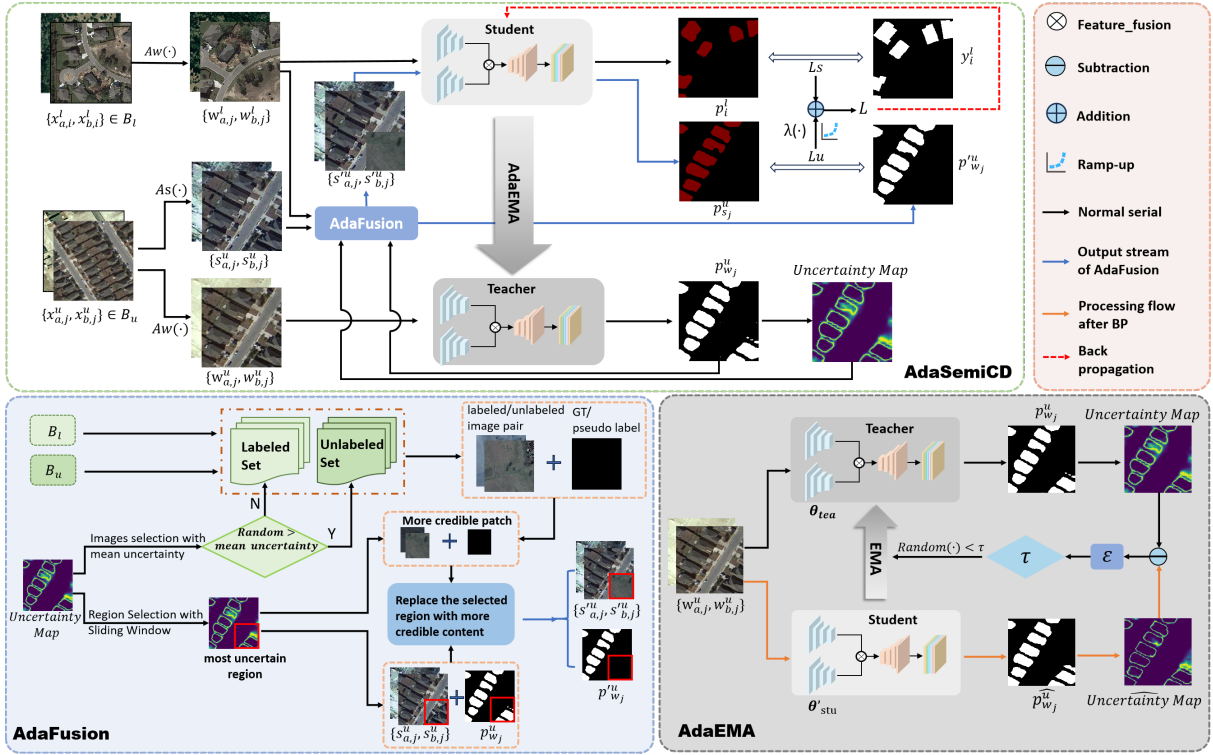 Aw(·)
{x^l_{a,i}, x^l_{b,i}} ∈ B_l
{w^l_{a,j}, w^l_{b,j}}
Student
p^l_i
Ls
L
λ(·)
Lu
y^l_i
{s'^u_{a,j}, s'^u_{b,j}}
p^u_{s_j}
p'^u_{w_j}
As(·)
{s^u_{a,j}, s^u_{b,j}}
AdaFusion
AdaEMA
{x^u_{a,j}, x^u_{b,j}} ∈ B_u
Aw(·)
{w^u_{a,j}, w^u_{b,j}}
Teacher
p^u_{w_j}
Uncertainty Map
AdaSemiCD
Feature_fusion
Subtraction
Addition
Ramp-up
Normal serial
Output stream
of AdaFusion
Processing flow
after BP
Back
propagation
B_l
B_u
Labeled
Set
Unlabeled
Set
labeled/unlabeled
image pair
GT/
pseudo label
N
Y
Random >
mean uncertainty
Images selection with
mean uncertainty
Uncertainty
Map
Region Selection with
Sliding Window
most uncertain
region
More credible patch
Replace the selected
region with more
credible content
{s^u_{a,j}, s^u_{b,j}}
p^u_{w_j}
{s'^u_{a,j}, s'^u_{b,j}}
p'^u_{w_j}
AdaFusion
{w^u_{a,j}, w^u_{b,j}}
Teacher
θ_{tea}
p^u_{w_j}
Uncertainty Map
EMA
Random(·) < τ
τ
ε
Student
θ'_{stu}
\widehat{p^u_{w_j}}
\widehat{Uncertainty Map}
AdaEMA